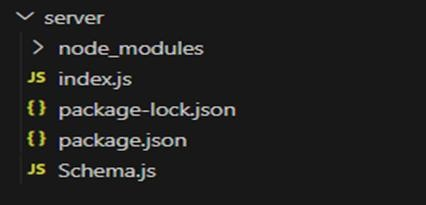 server
node_modules
JS index.js
{} package-lock.json
{} package.json
JS Schema.js